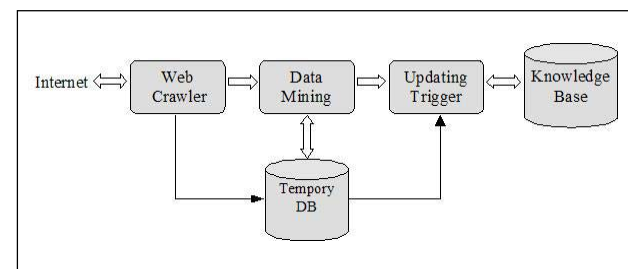 Internet
Web
Crawler
Data
Mining
Updating
Trigger
Knowledge
Base
Tempory
DB